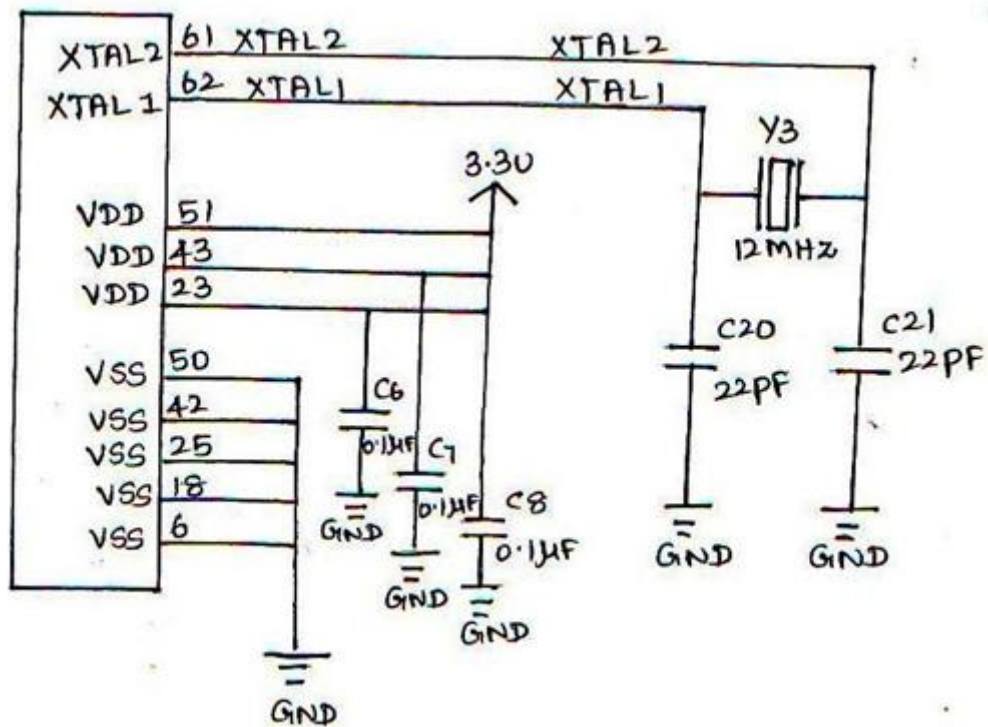 XTAL2 61 XTAL2 XTAL2
XTAL1 62 XTAL1 XTAL1
Y3
12MHz
3.3V
VDD 51
VDD 43
VDD 23
VSS 50
VSS 42
VSS 25
VSS 18
VSS 6
C6
0.1µF
GND
C7
0.1µF
GND
C8
0.1µF
GND
GND
C20
22PF
GND
C21
22PF
GND